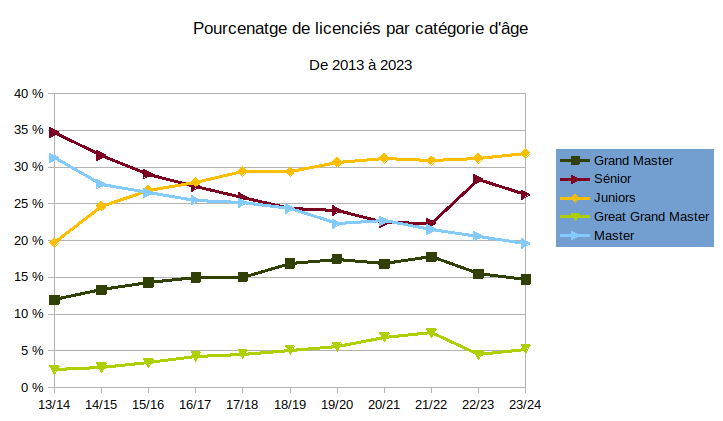 Pourcenatge de licenciés par catégorie d'âge
De 2013 à 2023
40 %
35 %
30 %
25 %
20 %
15 %
10 %
5 %
0 %
13/14 14/15 15/16 16/17 17/18 18/19 19/20 20/21 21/22 22/23 23/24
Grand Master
Sénior
Juniors
Great Grand Master
Master